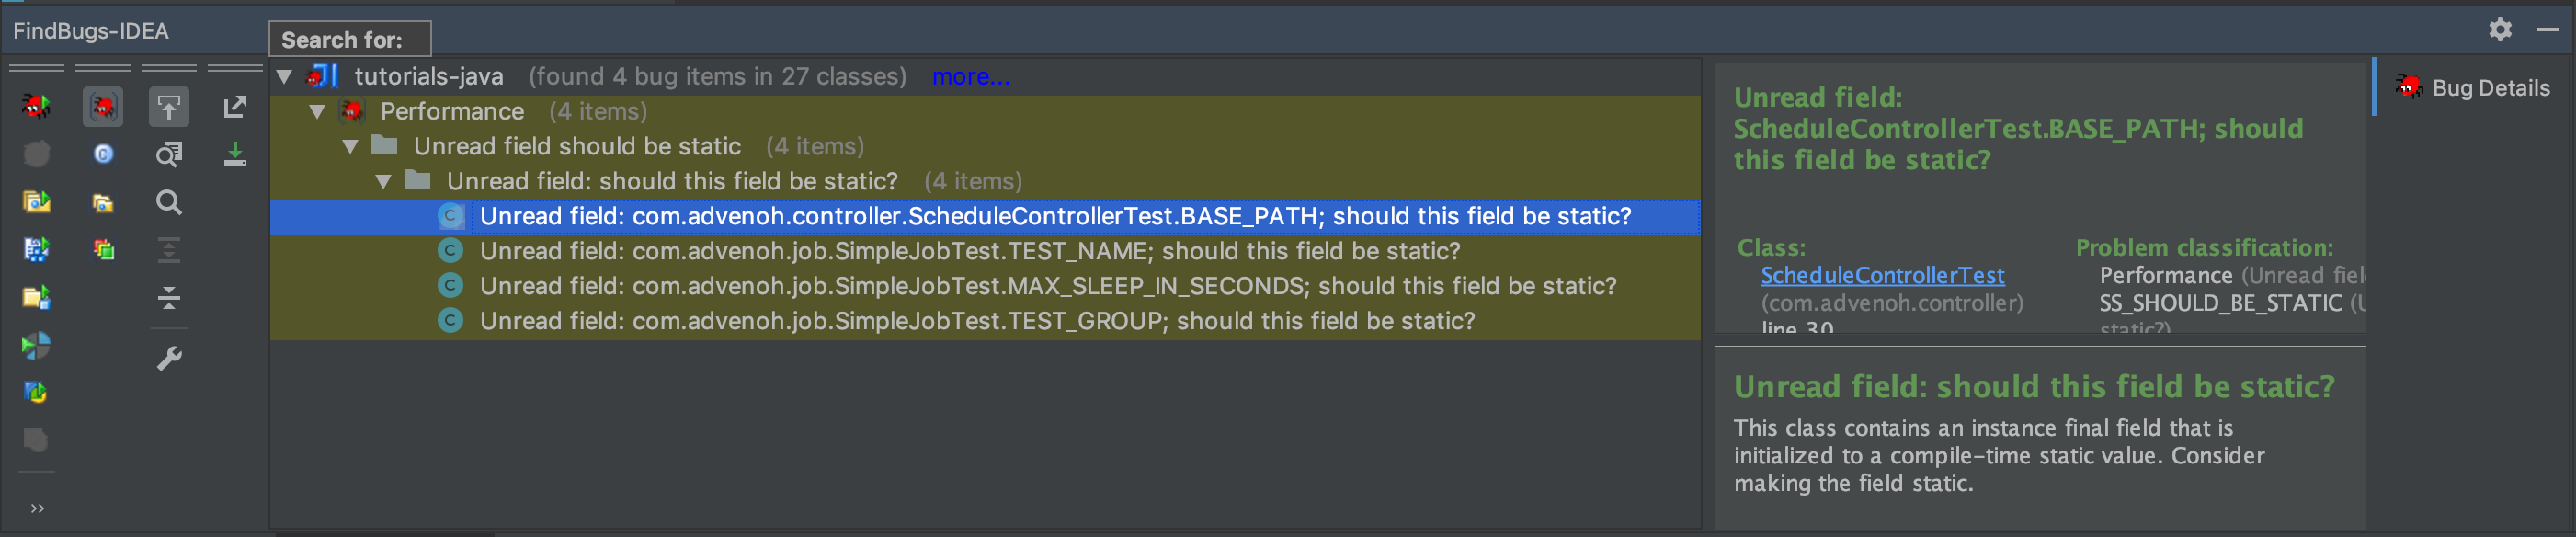 FindBugs-IDEA
Search for:
tutorials-java (found 4 bug items in 27 classes) more...
Performance (4 items)
Unread field should be static (4 items)
Unread field: should this field be static? (4 items)
Unread field: com.advenoh.controller.ScheduleControllerTest.BASE_PATH; should this field be static?
Unread field: com.advenoh.job.SimpleJobTest.TEST_NAME; should this field be static?
Unread field: com.advenoh.job.SimpleJobTest.MAX_SLEEP_IN_SECONDS; should this field be static?
Unread field: com.advenoh.job.SimpleJobTest.TEST_GROUP; should this field be static?
Unread field:
ScheduleControllerTest.BASE_PATH; should
this field be static?
Class:
ScheduleControllerTest
(com.advenoh.controller)
line 30
Problem classification:
Performance (Unread fiel
SS_SHOULD_BE_STATIC (U
static?)
Unread field: should this field be static?
This class contains an instance final field that is
initialized to a compile-time static value. Consider
making the field static.
Bug Details